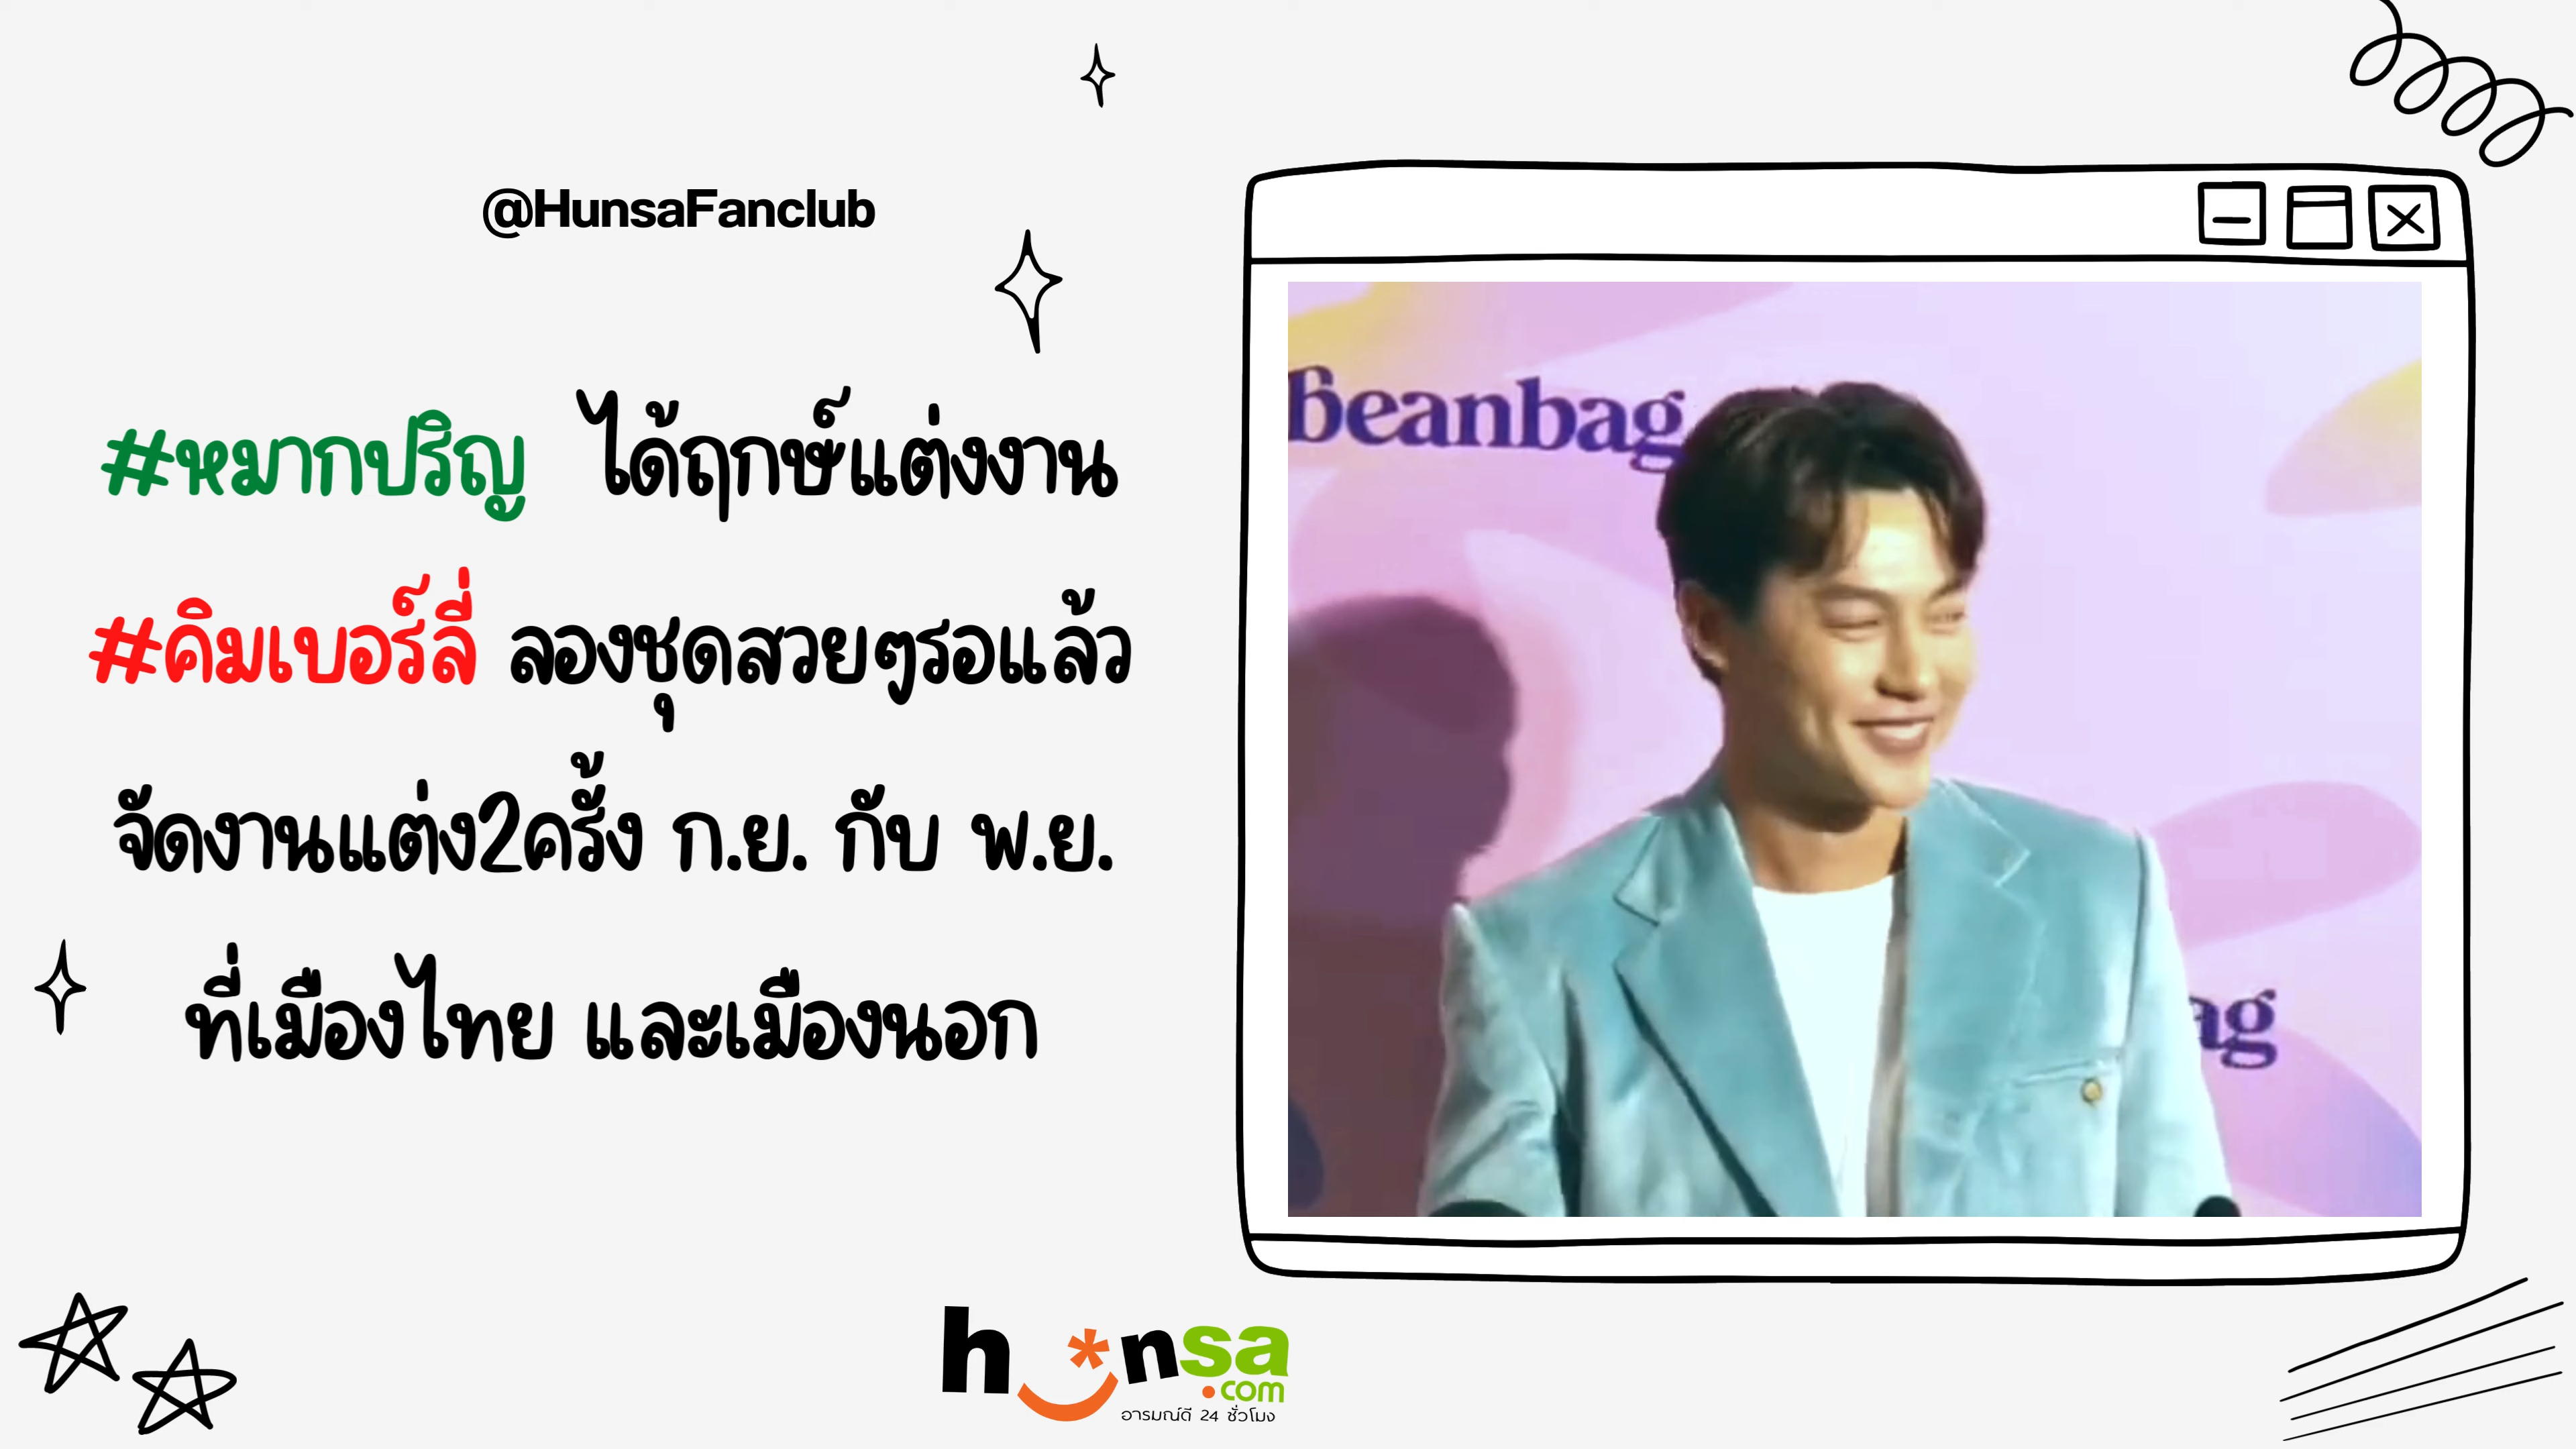 @HunsaFanclub
#หมากปริญ ได้ฤกษ์แต่งงาน
#คิมเบอร์ลี่ ลองชุดสวยๆรอแล้ว
จัดงานแต่ง2ครั้ง ก.ย. กับ พ.ย.
ที่เมืองไทย และเมืองนอก
beanbag
ag
hunsa
.com
อารมณ์ดี 24 ชั่วโมง